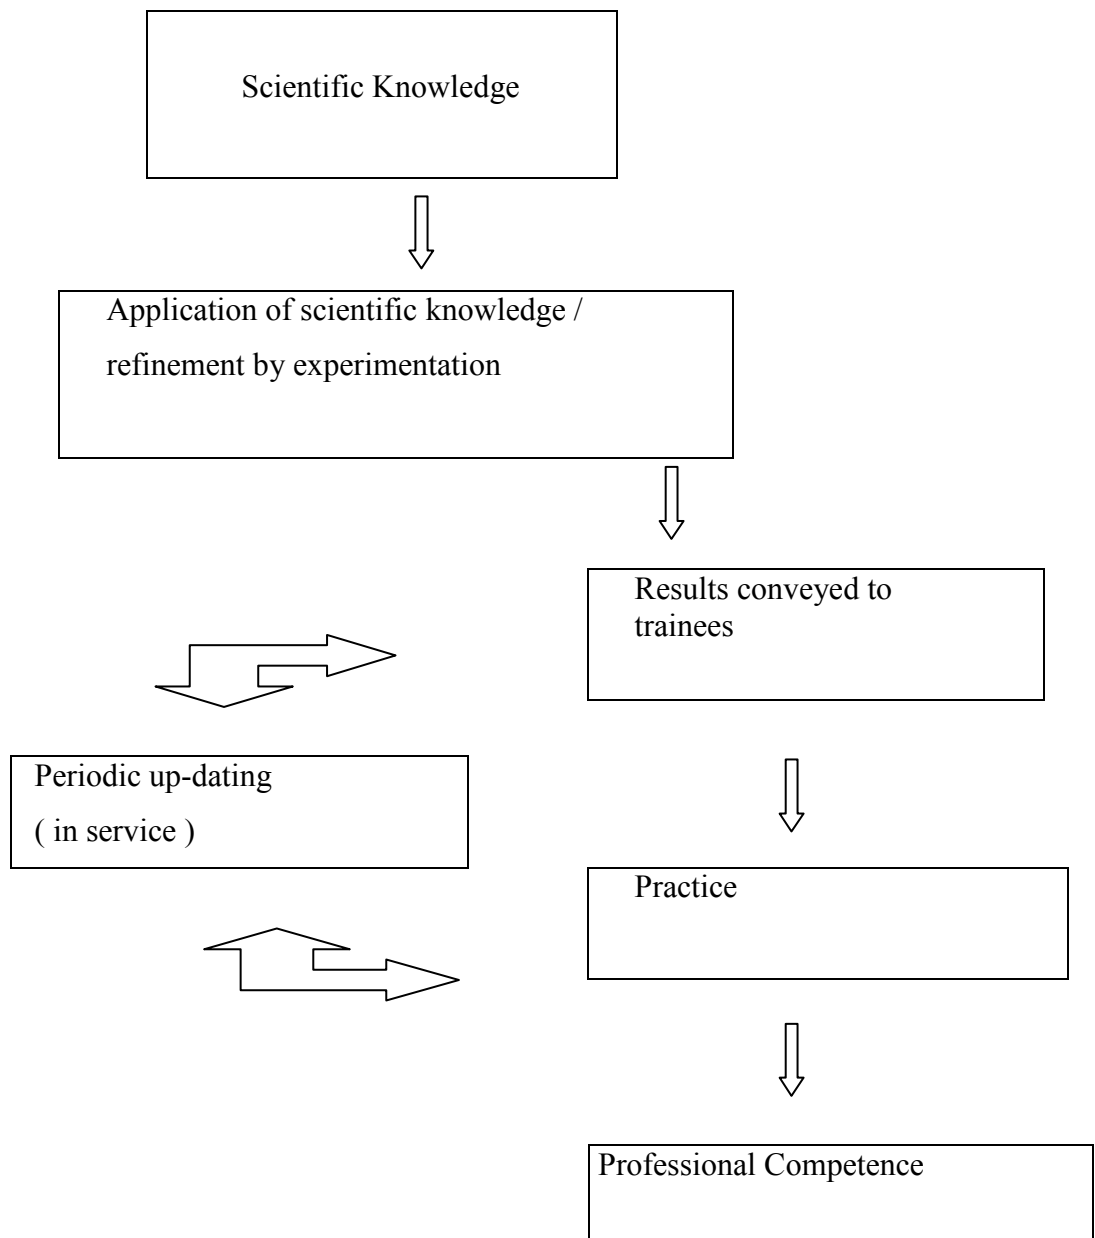 Scientific Knowledge
Application of scientific knowledge /
refinement by experimentation
Results conveyed to
trainees
Periodic up-dating
( in service )
Practice
Professional Competence